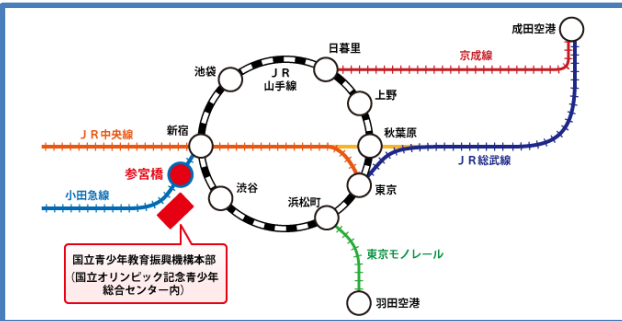 成田空港
日暮里
京成線
池袋
JR
山手線
上野
JR中央線
新宿
秋葉原
JR総武線
参宮橋
小田急線
渋谷
浜松町
東京
国立青少年教育振興機構本部
(国立オリンピック記念青少年
総合センター内)
東京モノレール
羽田空港